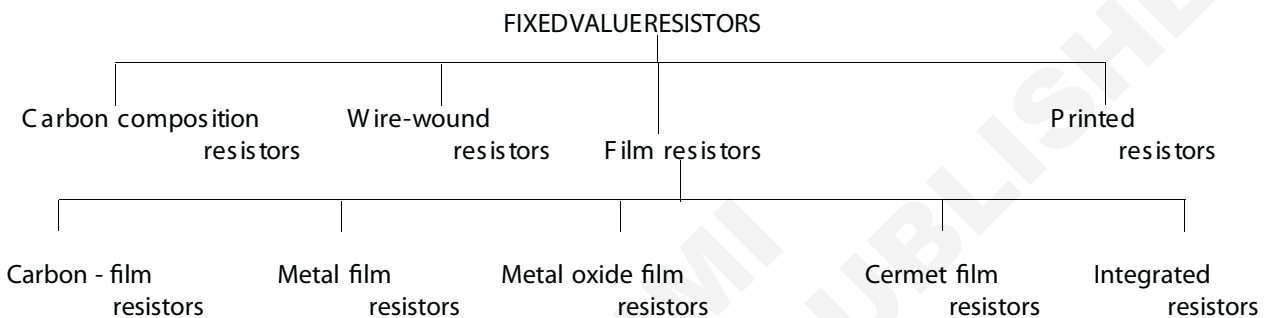 FIXEDVALUERESISTORS
Carbon composition
resistors
Wire-wound
resistors
Film resistors
Printed
resistors
Carbon - film
resistors
Metal film
resistors
Metal oxide film
resistors
Cermet film
resistors
Integrated
resistors